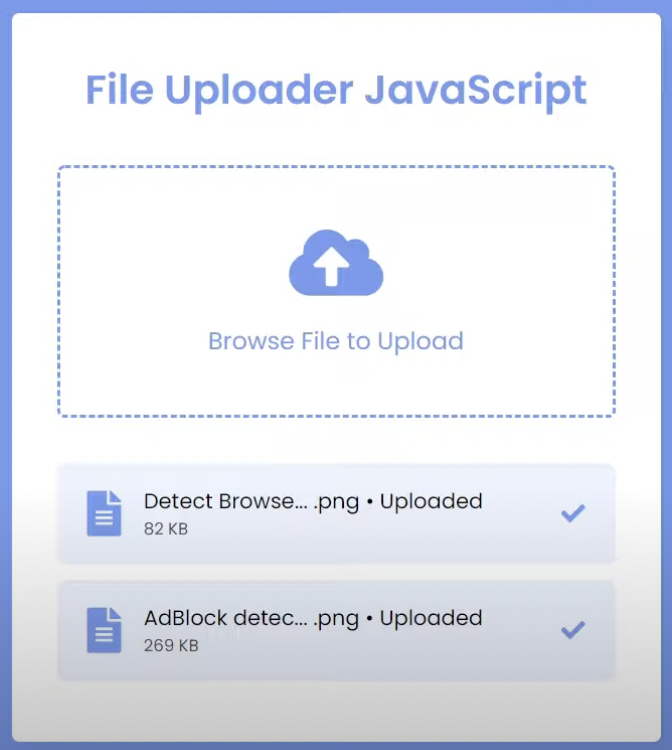 File Uploader JavaScript
Browse File to Upload
Detect Browse... .png • Uploaded
82 KB
AdBlock detec... .png • Uploaded
269 KB